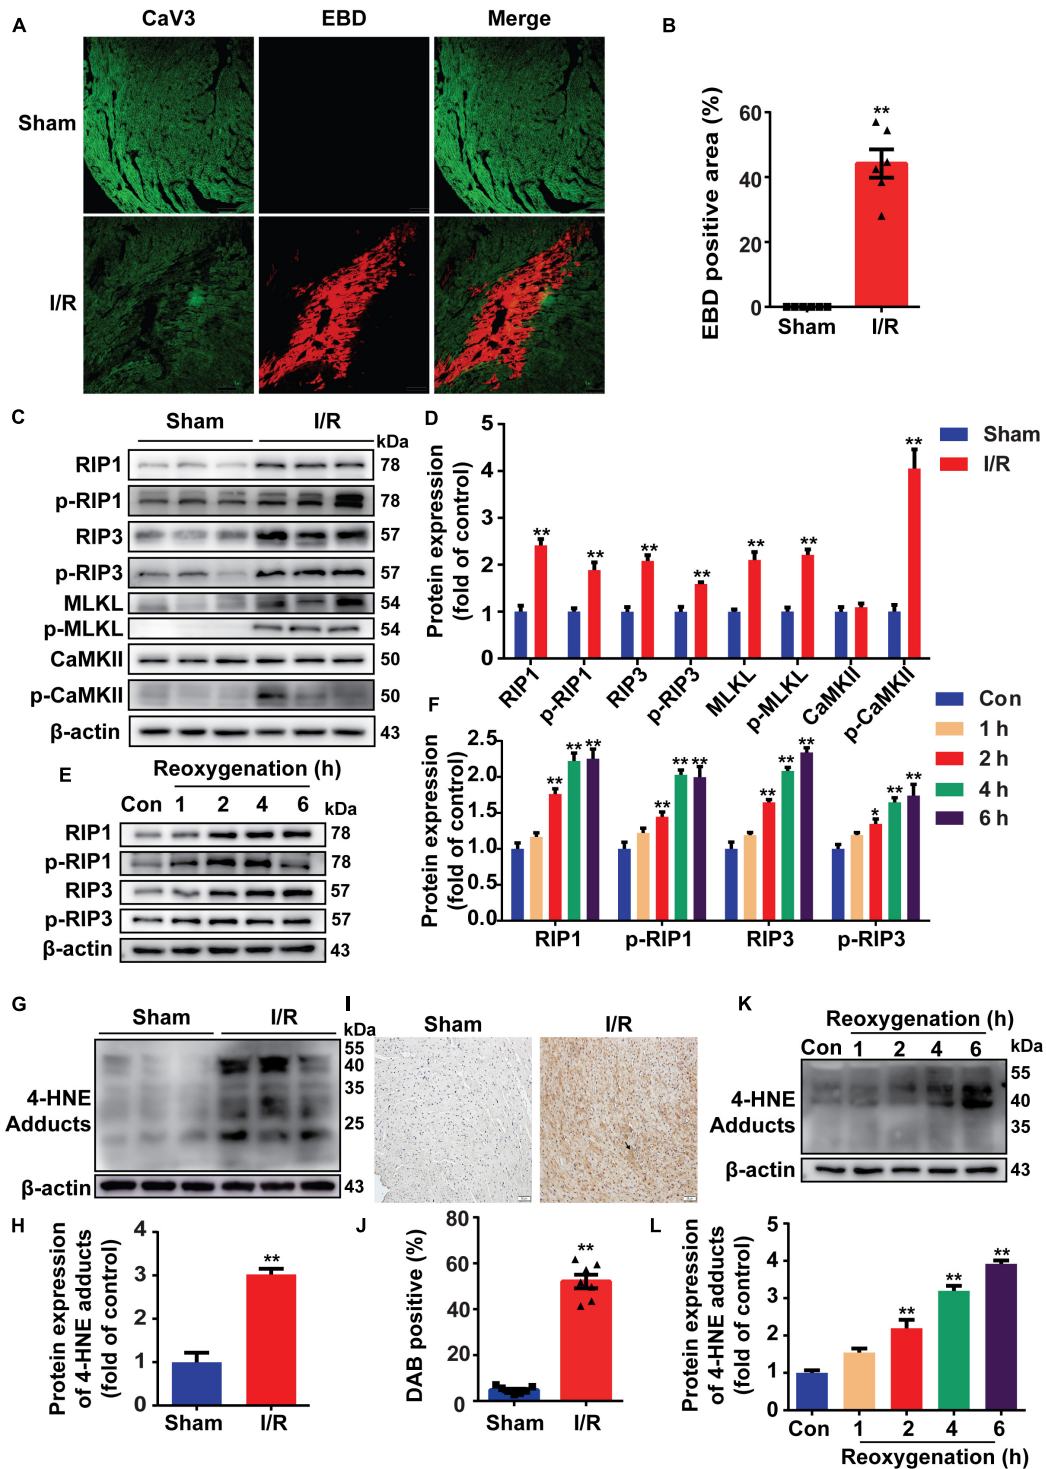 A
CaV3
EBD
Merge
Sham
I/R
B
EBD positive area (%)
60
40
20
0
**
Sham
I/R
C
Sham
I/R
kDa
RIP1
78
p-RIP1
78
RIP3
57
p-RIP3
57
MLKL
54
p-MLKL
54
CaMKII
50
p-CaMKII
50
β-actin
43
D
Protein expression
(fold of control)
5
4
3
2
1
0
** ** ** ** ** ** **
RIP1
p-RIP1
RIP3
p-RIP3
MLKL
p-MLKL
CaMKII
p-CaMKII
Sham
I/R
E
Reoxygenation (h)
Con 1 2 4 6
kDa
RIP1
78
p-RIP1
78
RIP3
57
p-RIP3
57
β-actin
43
F
Protein expression
(fold of control)
2.5
2.0
1.5
1.0
0.5
0.0
** ** ** ** ** ** ** ** ** * ** **
RIP1
p-RIP1
RIP3
p-RIP3
Con
1 h
2 h
4 h
6 h
G
Sham
I/R
kDa
55
40
35
25
4-HNE
Adducts
β-actin
43
H
Protein expression
of 4-HNE adducts
(fold of control)
4
3
2
1
0
**
Sham
I/R
I
Sham
I/R
J
DAB positive (%)
80
60
40
20
0
**
Sham
I/R
K
Reoxygenation (h)
Con 1 2 4 6
kDa
55
40
35
4-HNE
Adducts
β-actin
43
L
Protein expression
of 4-HNE adducts
(fold of control)
5
4
3
2
1
0
** ** **
Con 1 2 4 6
Reoxygenation (h)